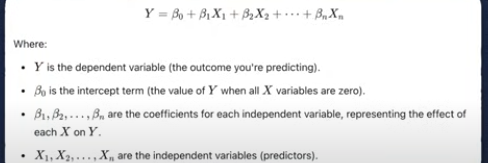 Y = β₀ + β₁X₁ + β₂X₂ + ··· + βₙXₙ
Where:
• Y is the dependent variable (the outcome you're predicting).
• β₀ is the intercept term (the value of Y when all X variables are zero).
• β₁, β₂, . . . , βₙ are the coefficients for each independent variable, representing the effect of
each X on Y.
• X₁, X₂, . . . , Xₙ are the independent variables (predictors).